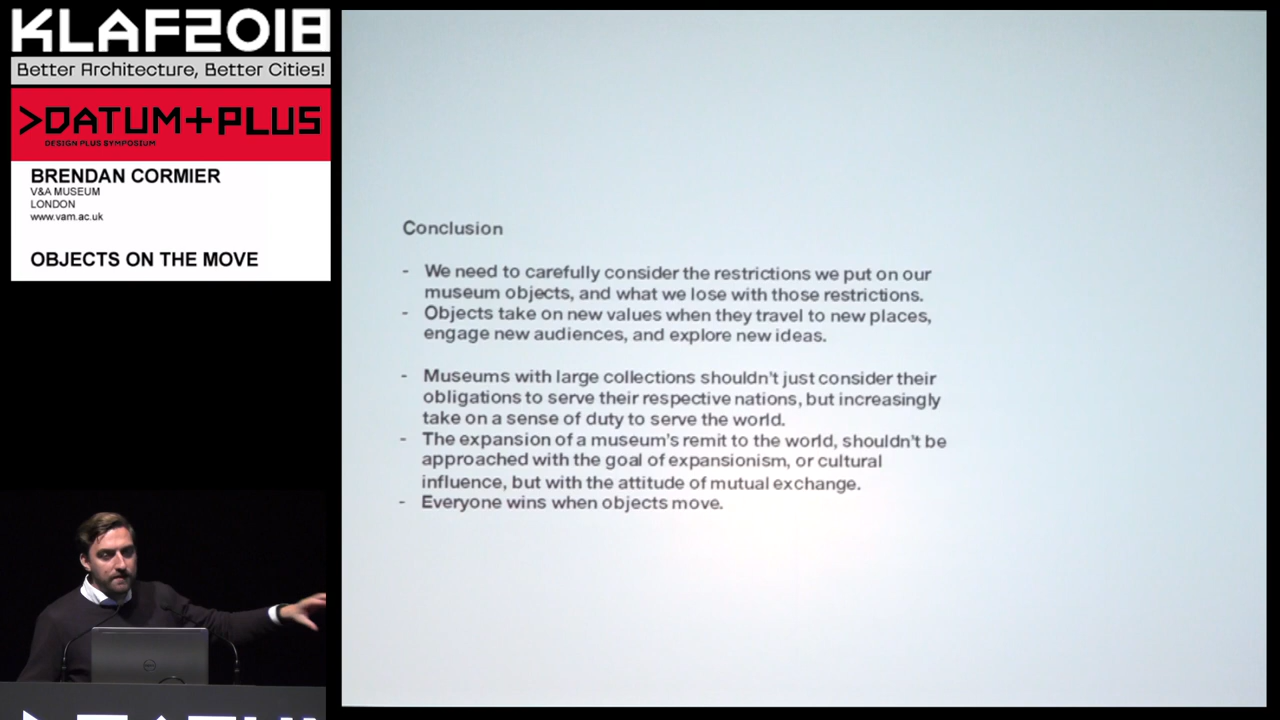 KLAF2018
Better Architecture, Better Cities!
>DATUM+PLUS
DESIGN PLUS SYMPOSIUM
BRENDAN CORMIER
V&A MUSEUM
LONDON
www.vam.ac.uk
OBJECTS ON THE MOVE
Conclusion
- We need to carefully consider the restrictions we put on our
museum objects, and what we lose with those restrictions.
- Objects take on new values when they travel to new places,
engage new audiences, and explore new ideas.
- Museums with large collections shouldn't just consider their
obligations to serve their respective nations, but increasingly
take on a sense of duty to serve the world.
- The expansion of a museum's remit to the world, shouldn't be
approached with the goal of expansionism, or cultural
influence, but with the attitude of mutual exchange.
- Everyone wins when objects move.